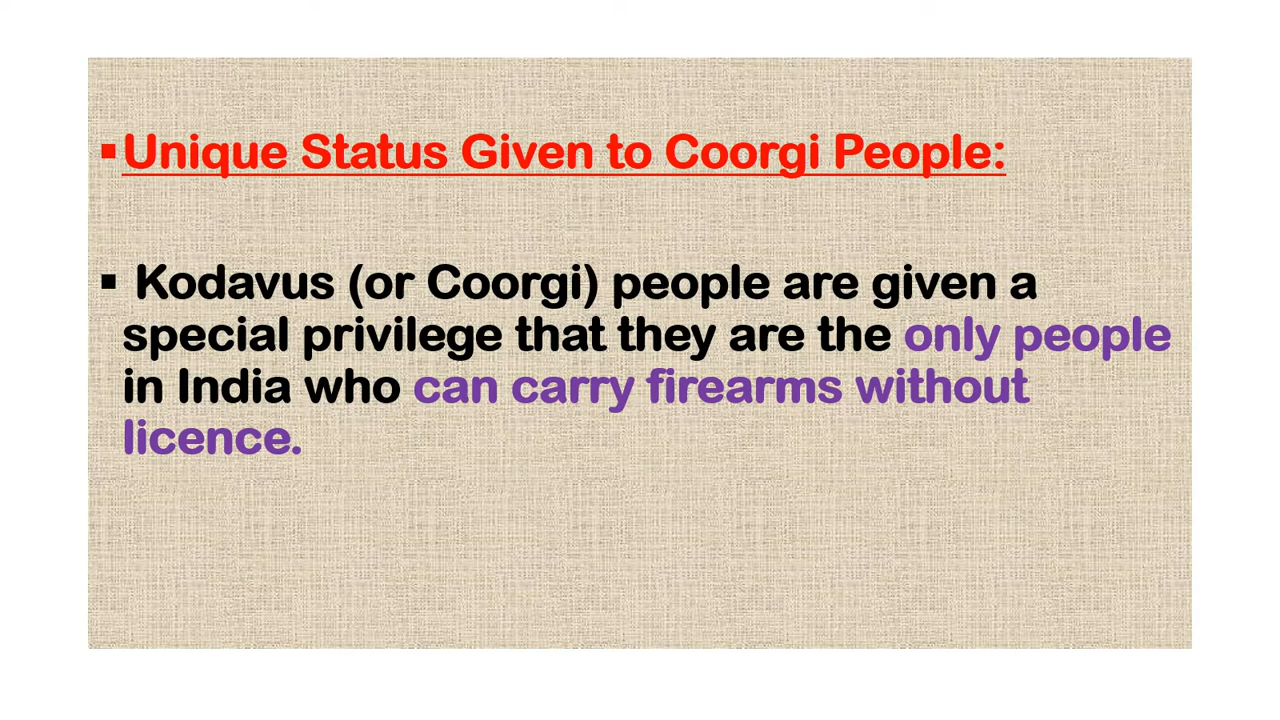 ▪Unique Status Given to Coorgi People:
▪ Kodavus (or Coorgi) people are given a
special privilege that they are the only people
in India who can carry firearms without
licence.